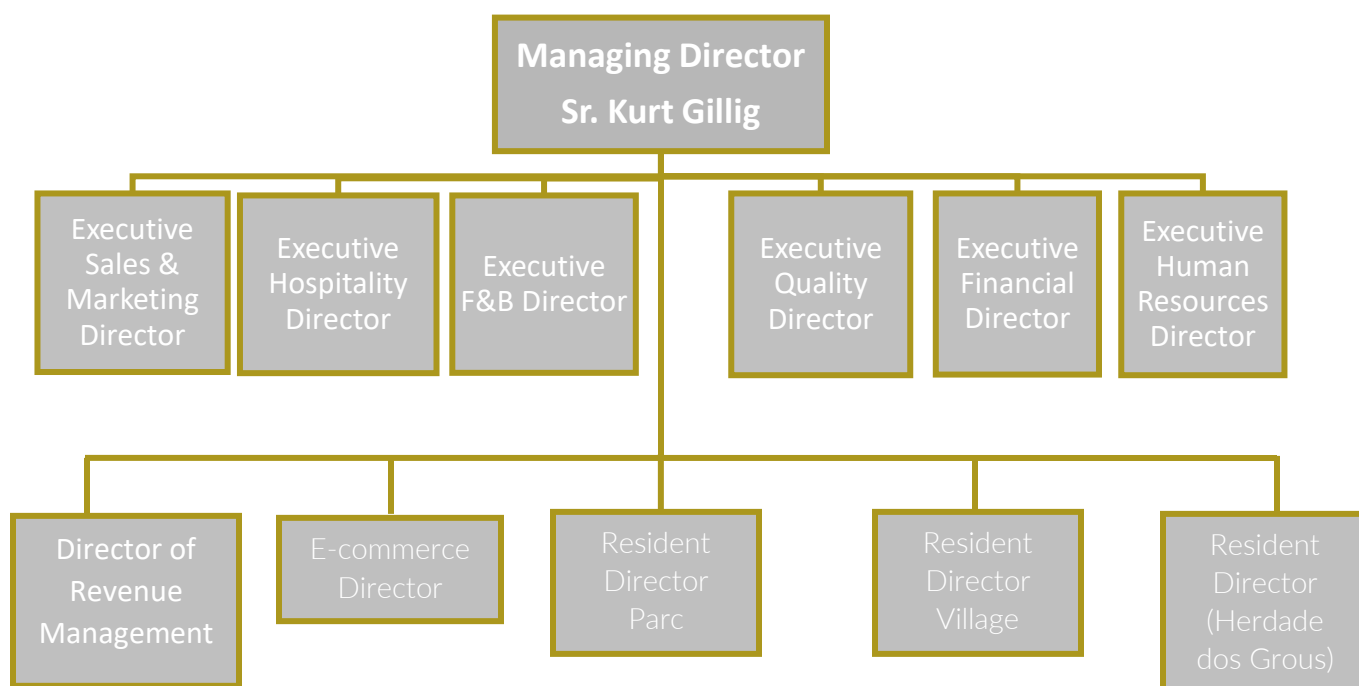 Managing Director
Sr. Kurt Gillig
Executive
Sales &
Marketing
Director
Executive
Hospitality
Director
Executive
F&B Director
Executive
Quality
Director
Executive
Financial
Director
Executive
Human
Resources
Director
Director of
Revenue
Management
E-commerce
Director
Resident
Director
Parc
Resident
Director
Village
Resident
Director
(Herdade
dos Grous)